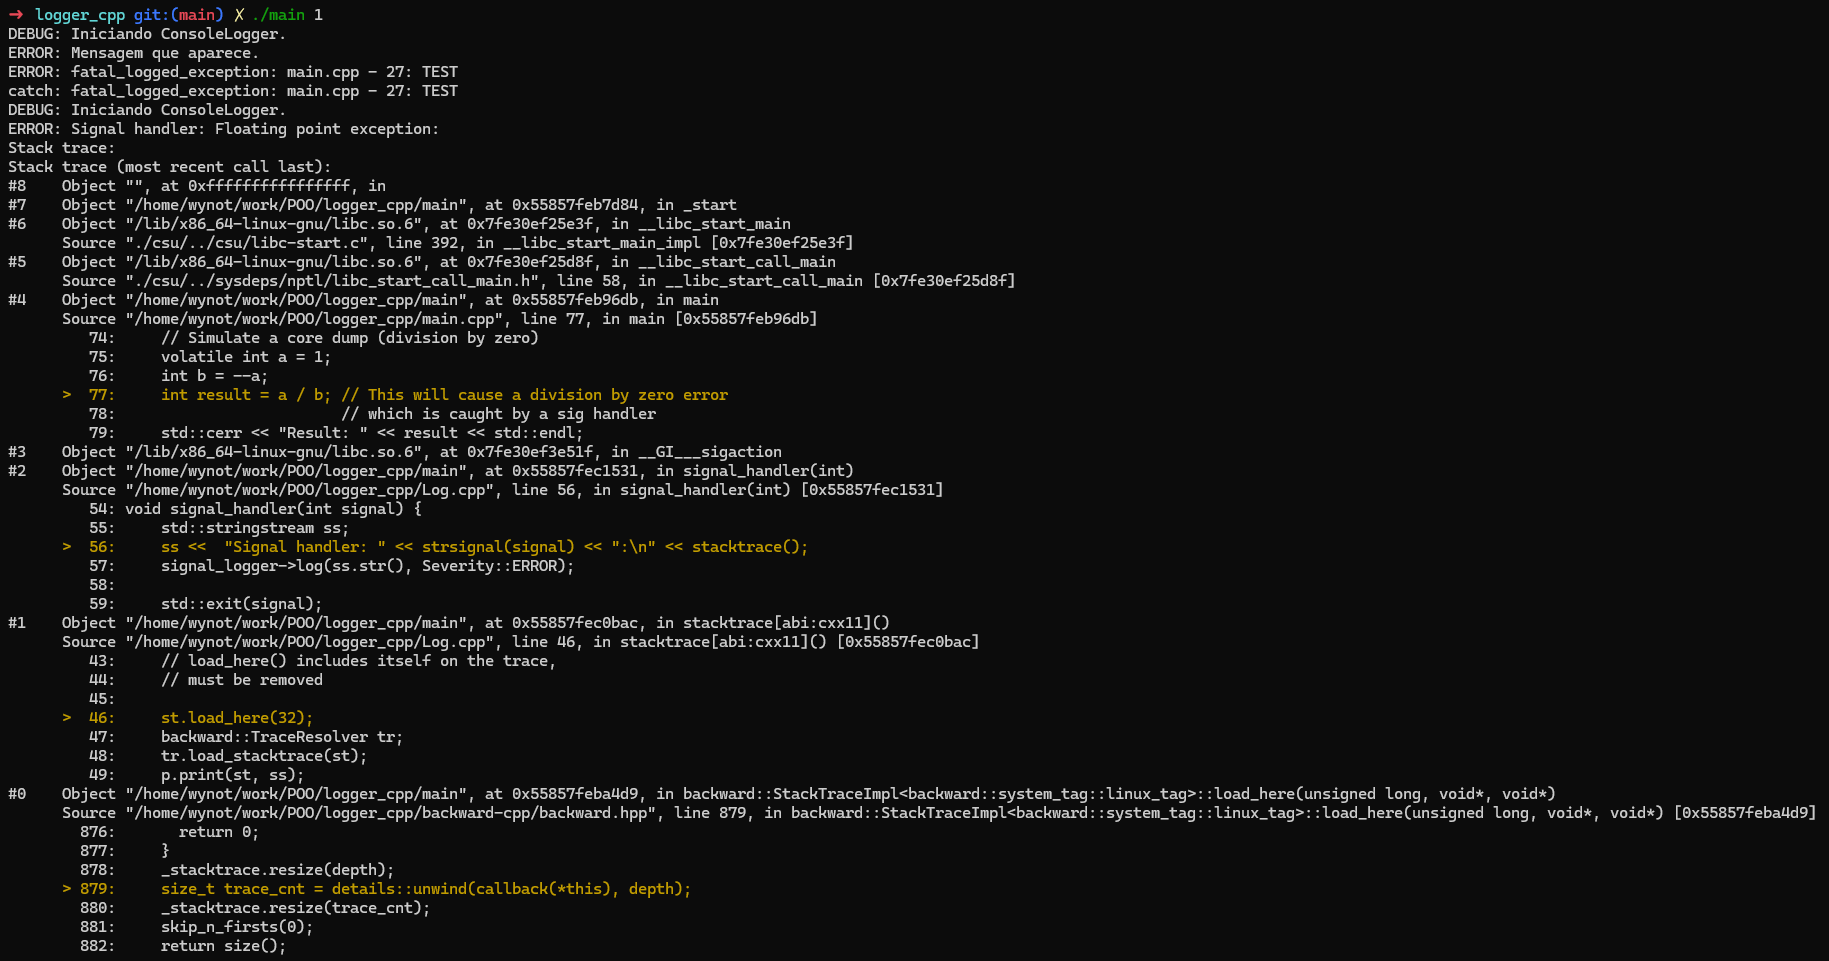 ➜  logger_cpp git:(main) ✗ ./main 1
DEBUG: Iniciando ConsoleLogger.
ERROR: Mensagem que aparece.
ERROR: fatal_logged_exception: main.cpp - 27: TEST
catch: fatal_logged_exception: main.cpp - 27: TEST
DEBUG: Iniciando ConsoleLogger.
ERROR: Signal handler: Floating point exception:
Stack trace:
Stack trace (most recent call last):
#8    Object "", at 0xffffffffffffffff, in
#7    Object "/home/wynot/work/POO/logger_cpp/main", at 0x55857feb7d84, in _start
#6    Object "/lib/x86_64-linux-gnu/libc.so.6", at 0x7fe30ef25e3f, in __libc_start_main
      Source "./csu/../csu/libc-start.c", line 392, in __libc_start_main_impl [0x7fe30ef25e3f]
#5    Object "/lib/x86_64-linux-gnu/libc.so.6", at 0x7fe30ef25d8f, in __libc_start_call_main
      Source "./csu/../sysdeps/nptl/libc_start_call_main.h", line 58, in __libc_start_call_main [0x7fe30ef25d8f]
#4    Object "/home/wynot/work/POO/logger_cpp/main", at 0x55857feb96db, in main
      Source "/home/wynot/work/POO/logger_cpp/main.cpp", line 77, in main [0x55857feb96db]
         74:     // Simulate a core dump (division by zero)
         75:     volatile int a = 1;
         76:     int b = --a;
      >  77:     int result = a / b; // This will cause a division by zero error
         78:                         // which is caught by a sig handler
         79:     std::cerr << "Result: " << result << std::endl;
#3    Object "/lib/x86_64-linux-gnu/libc.so.6", at 0x7fe30ef3e51f, in __GI___sigaction
#2    Object "/home/wynot/work/POO/logger_cpp/main", at 0x55857fec1531, in signal_handler(int)
      Source "/home/wynot/work/POO/logger_cpp/Log.cpp", line 56, in signal_handler(int) [0x55857fec1531]
         54: void signal_handler(int signal) {
         55:     std::stringstream ss;
      >  56:     ss <<  "Signal handler: " << strsignal(signal) << ":\n" << stacktrace();
         57:     signal_logger->log(ss.str(), Severity::ERROR);
         58:
         59:     std::exit(signal);
#1    Object "/home/wynot/work/POO/logger_cpp/main", at 0x55857fec0bac, in stacktrace[abi:cxx11]()
      Source "/home/wynot/work/POO/logger_cpp/Log.cpp", line 46, in stacktrace[abi:cxx11]() [0x55857fec0bac]
         43:     // load_here() includes itself on the trace,
         44:     // must be removed
         45:
      >  46:     st.load_here(32);
         47:     backward::TraceResolver tr;
         48:     tr.load_stacktrace(st);
         49:     p.print(st, ss);
#0    Object "/home/wynot/work/POO/logger_cpp/main", at 0x55857feba4d9, in backward::StackTraceImpl<backward::system_tag::linux_tag>::load_here(unsigned long, void*, void*)
      Source "/home/wynot/work/POO/logger_cpp/backward-cpp/backward.hpp", line 879, in backward::StackTraceImpl<backward::system_tag::linux_tag>::load_here(unsigned long, void*, void*) [0x55857feba4d9]
        876:       return 0;
        877:     }
        878:     _stacktrace.resize(depth);
      > 879:     size_t trace_cnt = details::unwind(callback(*this), depth);
        880:     _stacktrace.resize(trace_cnt);
        881:     skip_n_firsts(0);
        882:     return size();